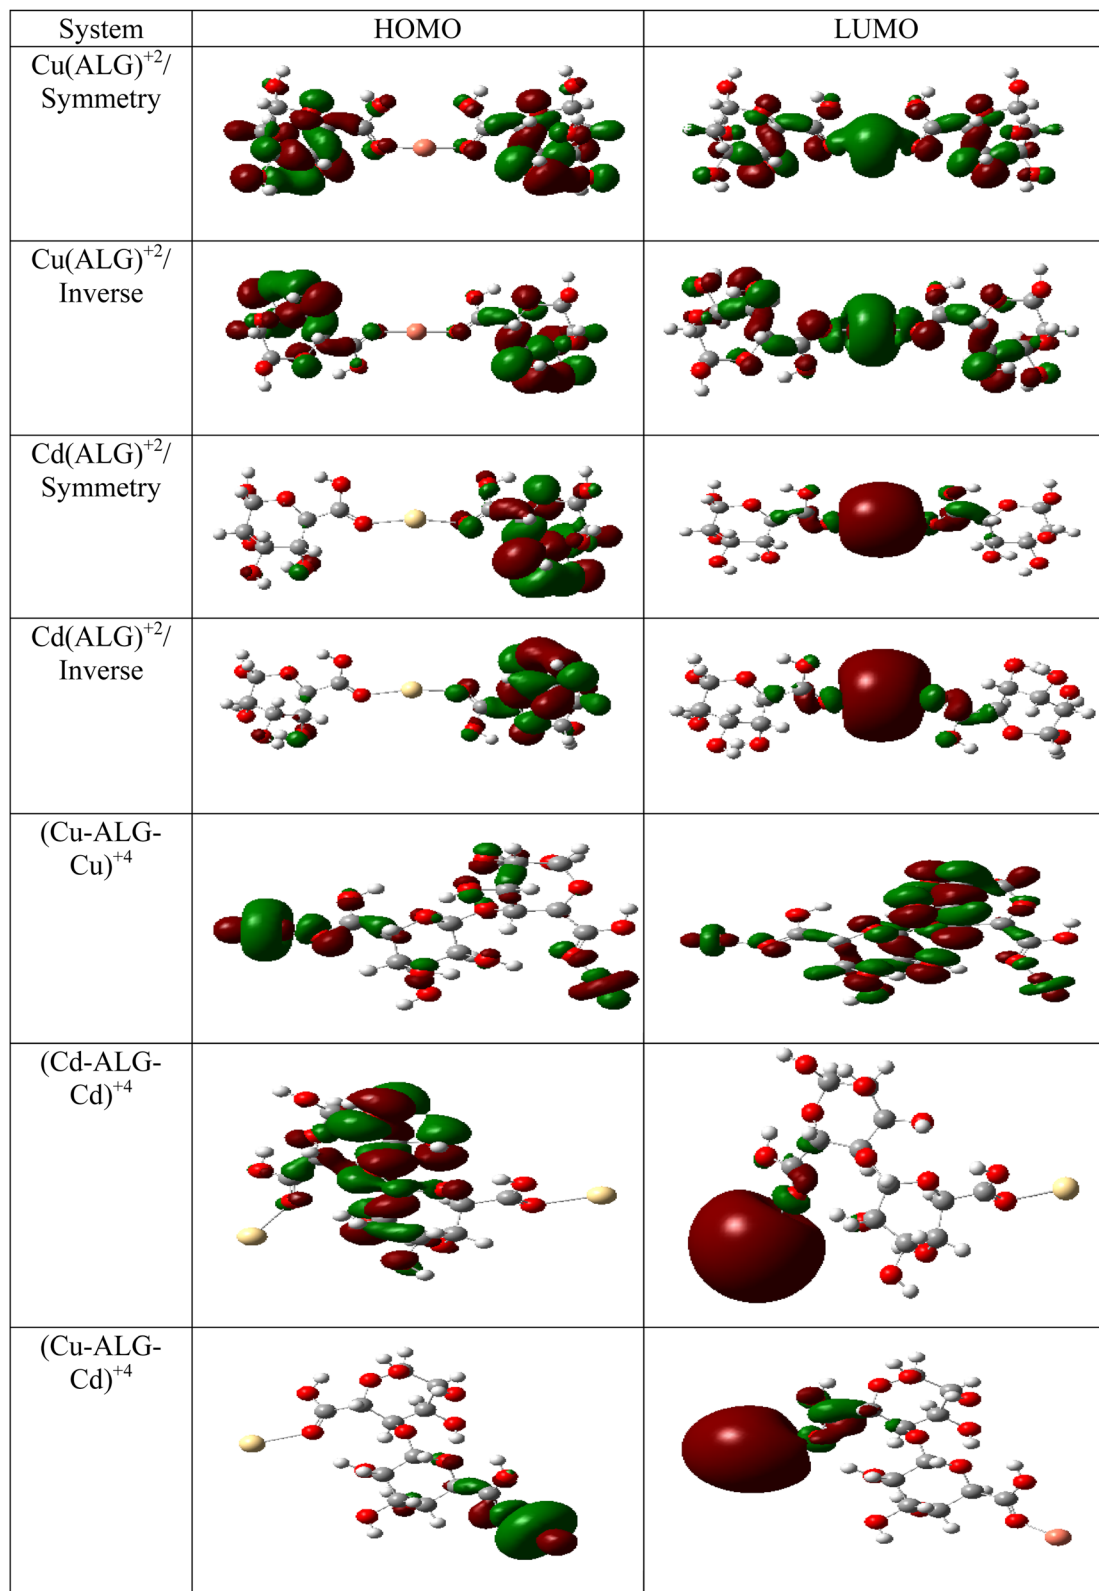 System HOMO LUMO
Cu(ALG)⁺²/
Symmetry
Cu(ALG)⁺²/
Inverse
Cd(ALG)⁺²/
Symmetry
Cd(ALG)⁺²/
Inverse
(Cu-ALG-
Cu)⁺⁴
(Cd-ALG-
Cd)⁺⁴
(Cu-ALG-
Cd)⁺⁴